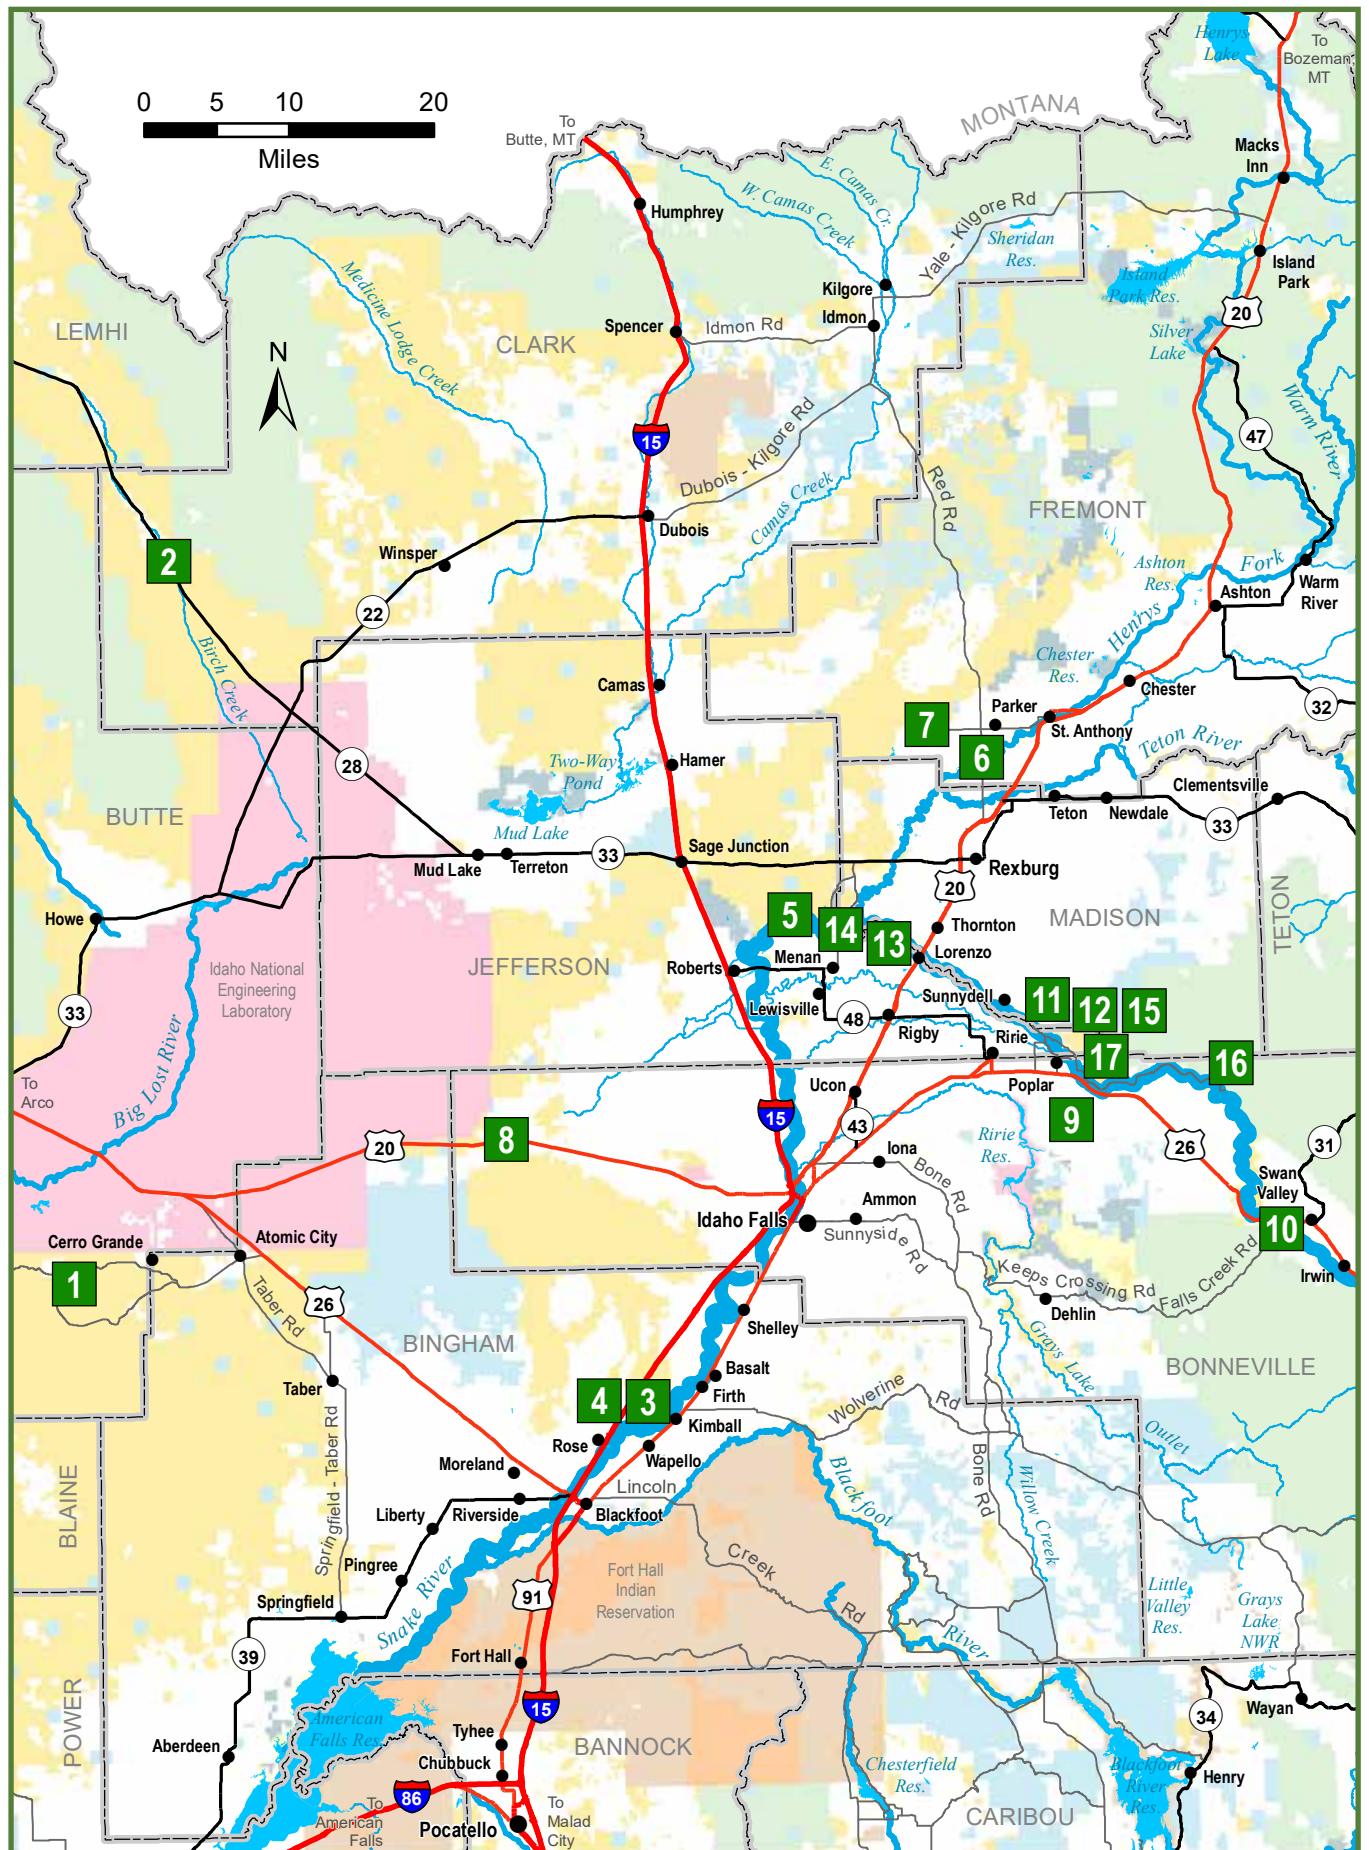 Henrys
Lake
To
Bozeman,
MT
0 5 10 20
Miles
To
Butte, MT
MONTANA
Macks
Inn
E. Camas Cr.
W. Camas Creek
Humphrey
Yale - Kilgore Rd
Sheridan
Res.
Island
Park
Island
Park Res.
Medicine Lodge Creek
Kilgore
Idmon
20
LEMHI
Spencer
Idmon Rd
CLARK
Silver
Lake
N
Warm River
15
Dubois - Kilgore Rd
47
Camas Creek
Red Rd
FREMONT
Dubois
2
Winsper
Ashton
Res.
Fork
Warm
River
Ashton
22
Henrys
Birch Creek
Chester
Res.
Camas
Chester
32
Parker
7
St. Anthony
6
Teton River
28
Two-Way
Pond
Hamer
Clementsville
BUTTE
Teton
Newdale
33
Mud Lake
Sage Junction
33
Mud Lake
Terreton
Rexburg
20
Howe
5
14
13
Thornton
MADISON
TETON
Lorenzo
Idaho National
Engineering
Laboratory
JEFFERSON
Menan
Roberts
Sunnydell
11
12
15
33
Lewisville
48
Rigby
Ririe
17
16
To
Arco
Big Lost River
Poplar
Ucon
15
43
9
8
20
Ririe
Res.
26
31
Iona
Bone Rd
Swan
Valley
Ammon
Idaho Falls
Sunnyside Rd
10
Cerro Grande
Atomic City
1
Keeps Crossing Rd
Falls Creek Rd
Irwin
Taber Rd
26
Dehlin
Shelley
BINGHAM
Grays Lake
Outlet
BONNEVILLE
Basalt
Taber
Firth
4
3
Wolverine Rd
Kimball
Rose
Wapello
Moreland
Blackfoot
River
Bone Rd
Willow Creek
Lincoln
Creek
Rd
BLAINE
Springfield - Taber Rd
Liberty
Riverside
Blackfoot
Pingree
Fort Hall
Indian
Reservation
91
Little
Valley
Res.
Grays
Lake
NWR
Springfield
Snake River
39
Fort Hall
POWER
15
Wayan
34
American
Falls Res.
Tyhee
BANNOCK
Aberdeen
Chubbuck
Chesterfield
Res.
Blackfoot
River
Res.
Henry
86
To
American
Falls
Pocatello
To
Malad
City
CARIBOU